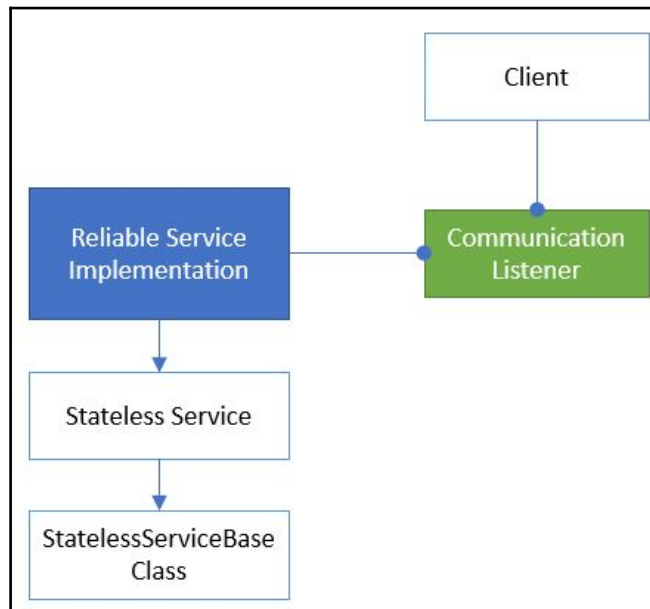 Client
Reliable Service
Implementation
Communication
Listener
Stateless Service
StatelessServiceBase
Class